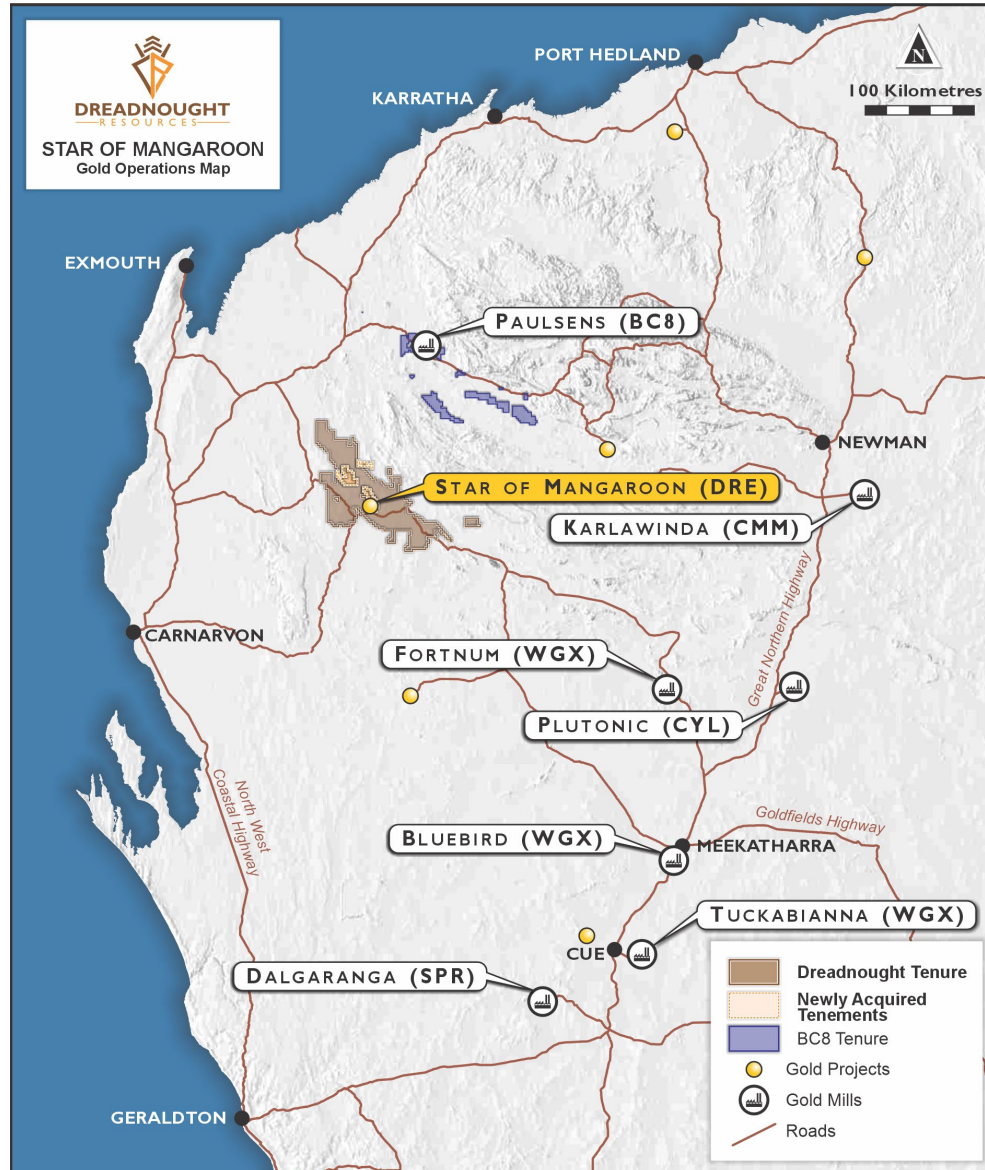 DREADNOUGHT
RESOURCES
STAR OF MANGAROON
Gold Operations Map
PORT HEDLAND
N
100 Kilometres
KARRATHA
EXMOUTH
PAULSENS (BC8)
NEWMAN
STAR OF MANGAROON (DRE)
KARLAWINDA (CMM)
Great Northern Highway
CARNARVON
FORTNUM (WGX)
PLUTONIC (CYL)
North West
Coastal Highway
Goldfields Highway
BLUEBIRD (WGX)
MEEKATHARRA
TUCKABIANNA (WGX)
CUE
DALGARANGA (SPR)
GERALDTON
Dreadnought Tenure
Newly Acquired
Tenements
BC8 Tenure
Gold Projects
Gold Mills
Roads